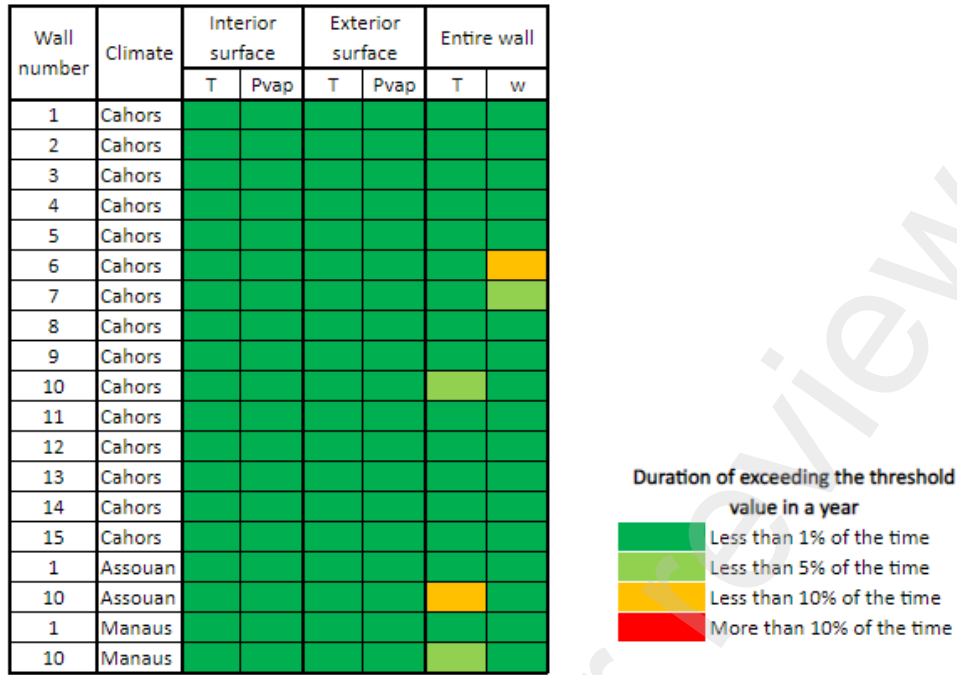 Wall number Climate Interior surface Exterior surface Entire wall
T Pvap T Pvap T w
1 Cahors
2 Cahors
3 Cahors
4 Cahors
5 Cahors
6 Cahors
7 Cahors
8 Cahors
9 Cahors
10 Cahors
11 Cahors
12 Cahors
13 Cahors
14 Cahors
15 Cahors
1 Assouan
10 Assouan
1 Manaus
10 Manaus
Duration of exceeding the threshold
value in a year
Less than 1% of the time
Less than 5% of the time
Less than 10% of the time
More than 10% of the time
review